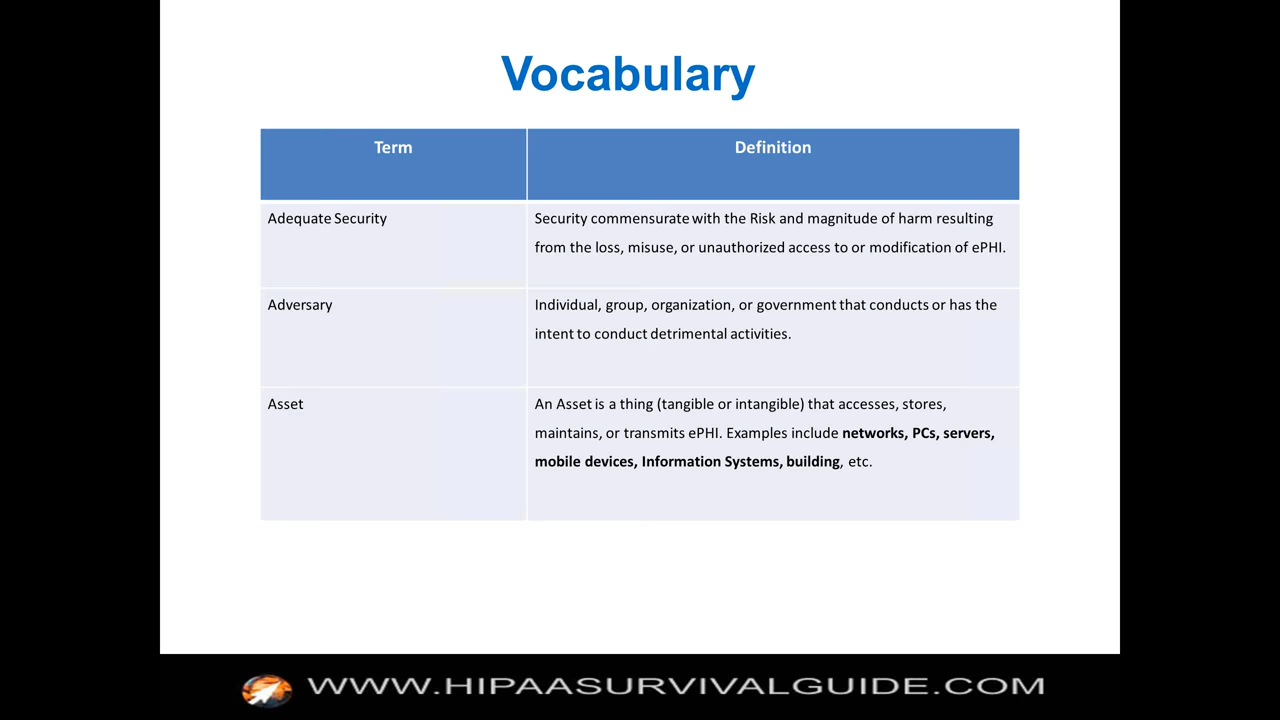 Vocabulary
Term
Definition
Adequate Security
Security commensurate with the Risk and magnitude of harm resulting
from the loss, misuse, or unauthorized access to or modification of ePHI.
Adversary
Individual, group, organization, or government that conducts or has the
intent to conduct detrimental activities.
Asset
An Asset is a thing (tangible or intangible) that accesses, stores,
maintains, or transmits ePHI. Examples include networks, PCs, servers,
mobile devices, Information Systems, building, etc.
WWW.HIPAASURVIVALGUIDE.COM